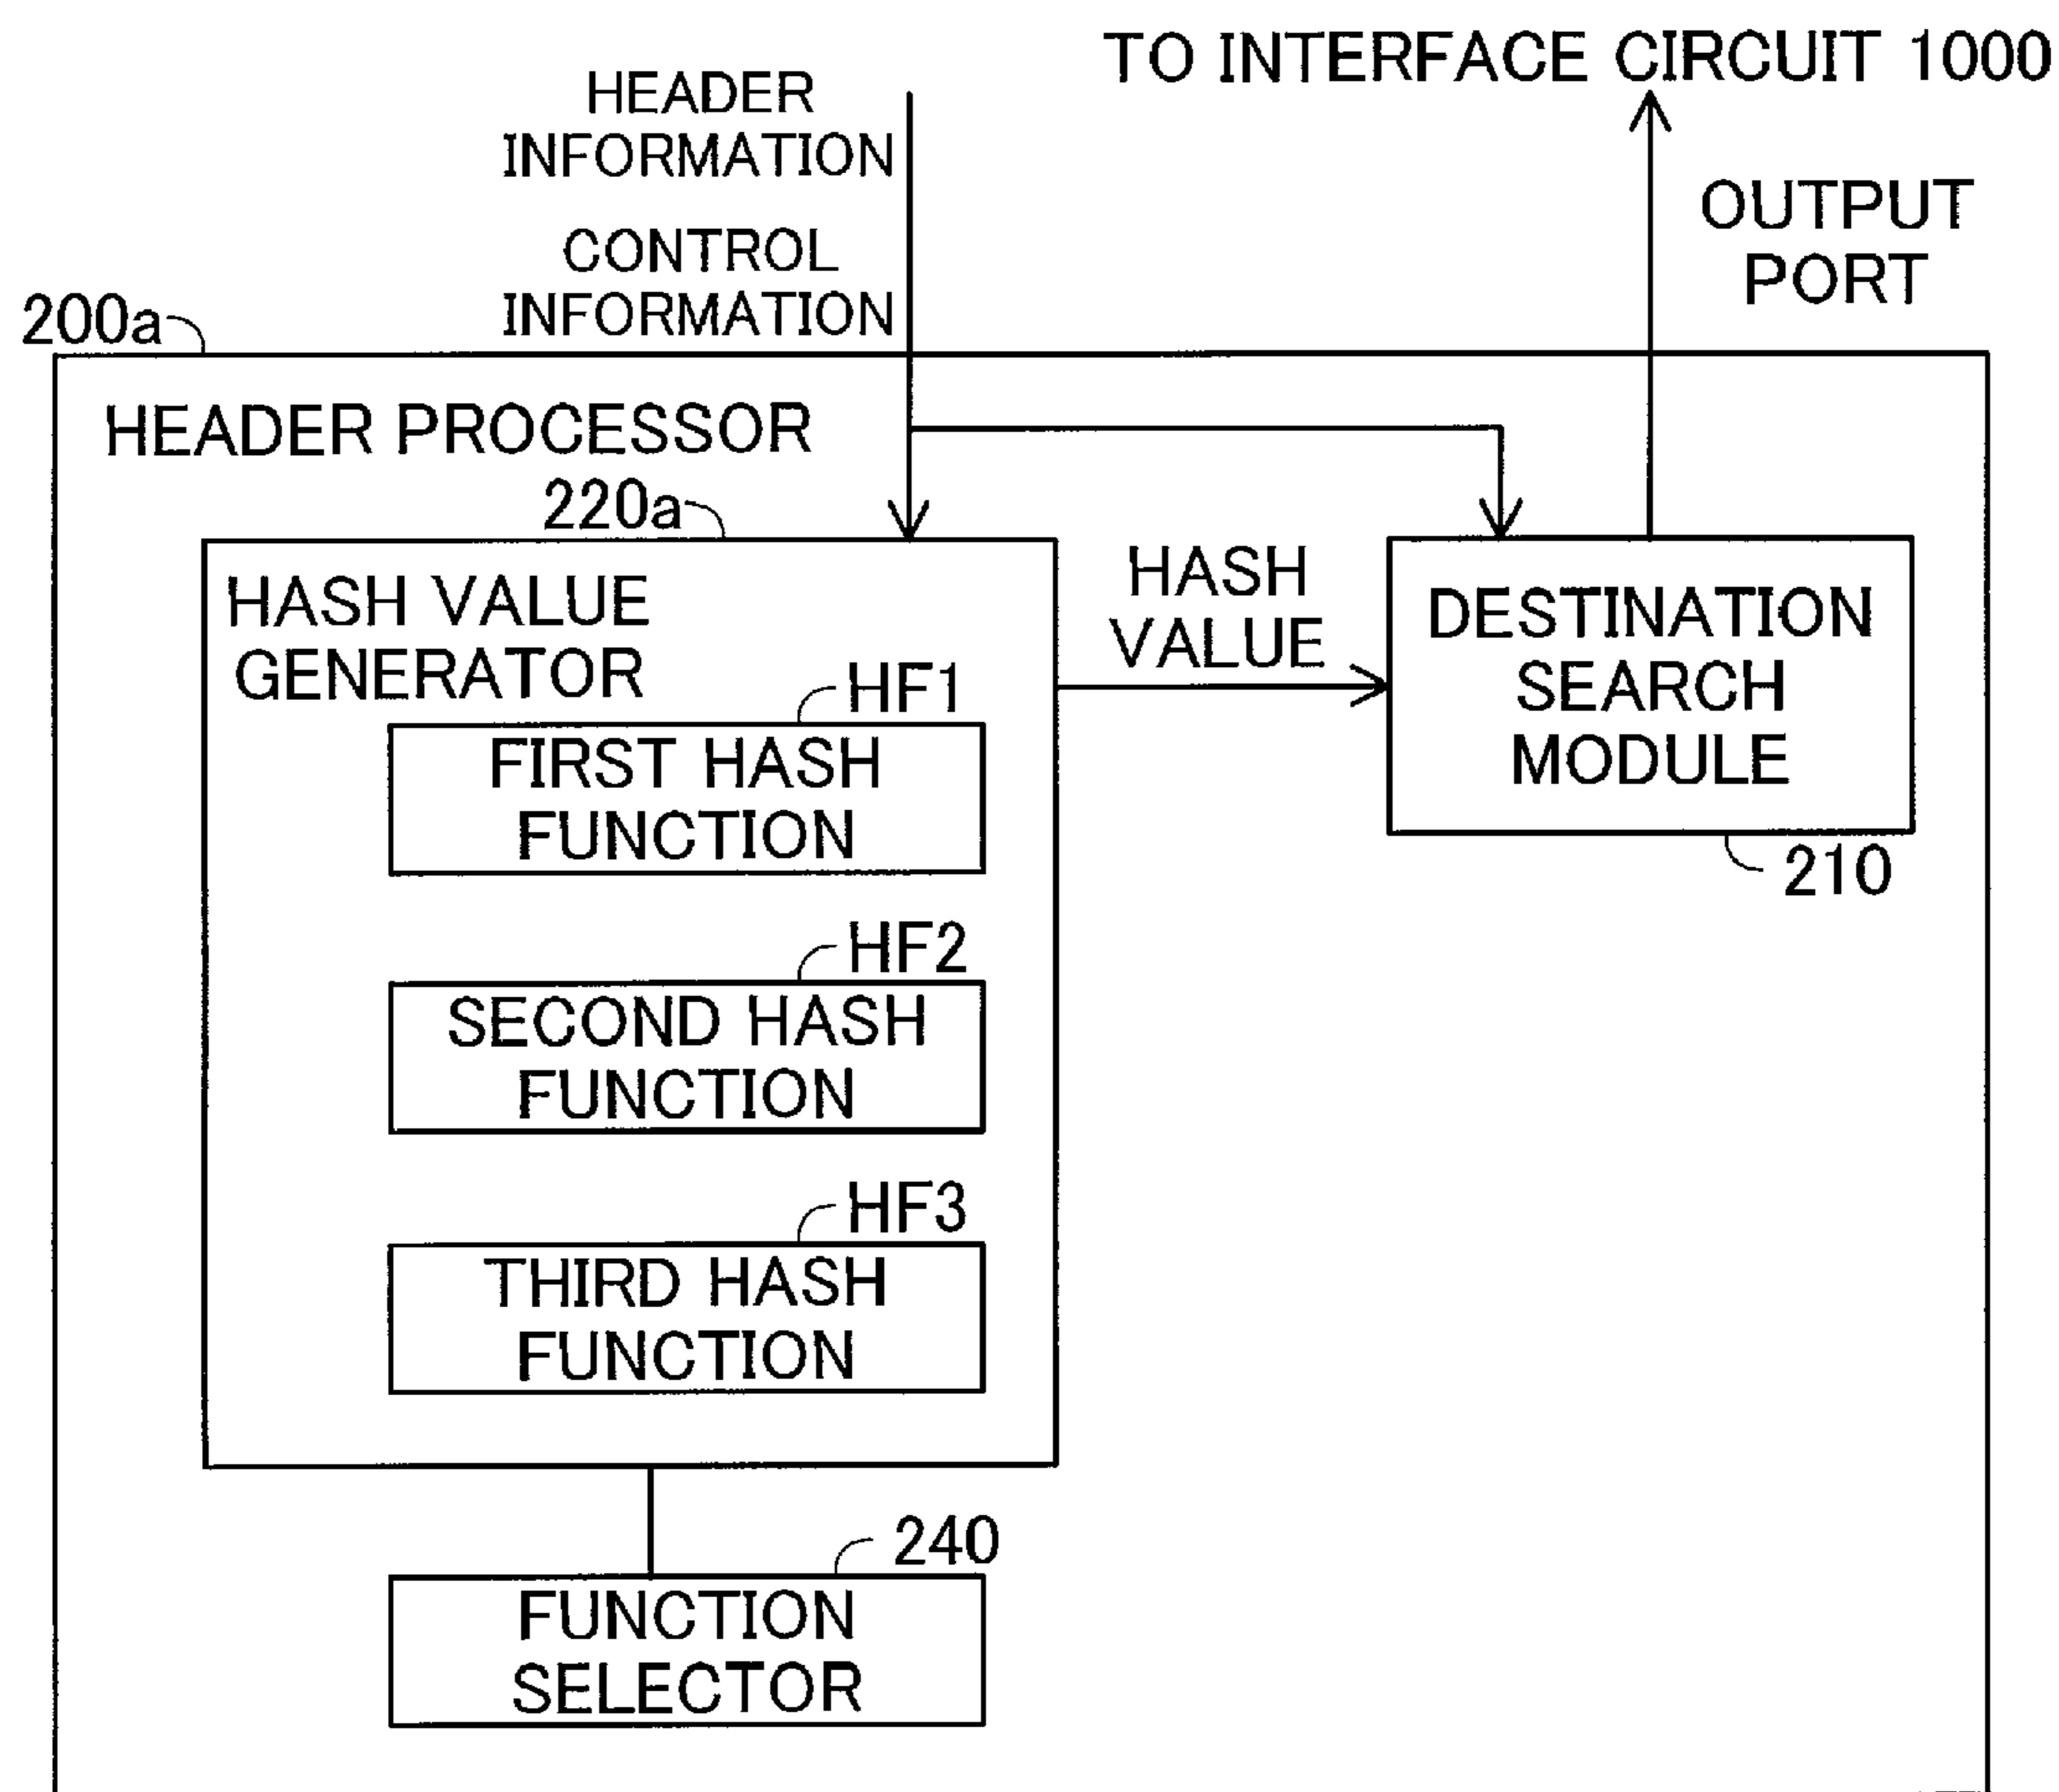 TO INTERFACE CIRCUIT 1000
HEADER
INFORMATION
CONTROL
INFORMATION
OUTPUT
PORT
200a
HEADER PROCESSOR
220a
HASH VALUE
GENERATOR
HASH
VALUE
DESTINATION
SEARCH
MODULE
210
HF1
FIRST HASH
FUNCTION
HF2
SECOND HASH
FUNCTION
HF3
THIRD HASH
FUNCTION
240
FUNCTION
SELECTOR